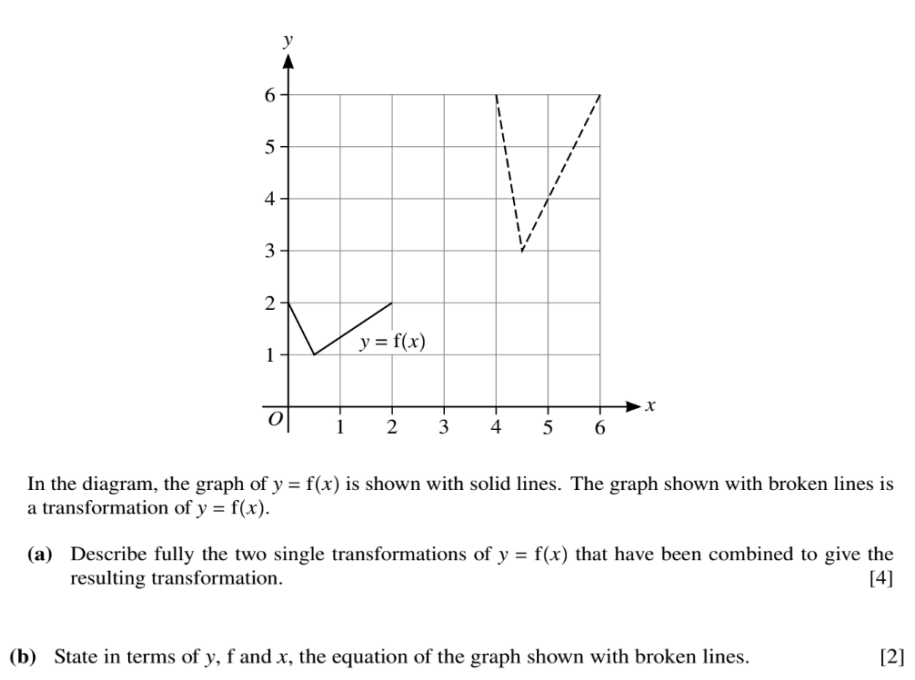 y
6
5
4
3
2
1
y = f(x)
O
1 2 3 4 5 6
x
In the diagram, the graph of y = f(x) is shown with solid lines. The graph shown with broken lines is
a transformation of y = f(x).
(a) Describe fully the two single transformations of y = f(x) that have been combined to give the
resulting transformation. [4]
(b) State in terms of y, f and x, the equation of the graph shown with broken lines. [2]